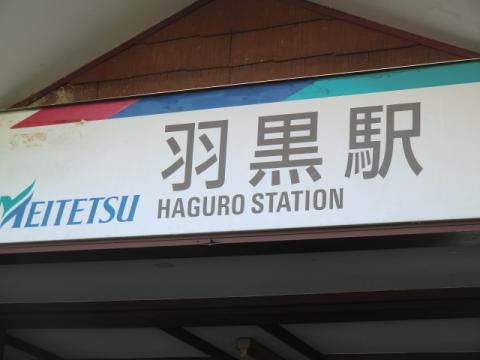 羽黒駅
MEITETSU HAGURO STATION